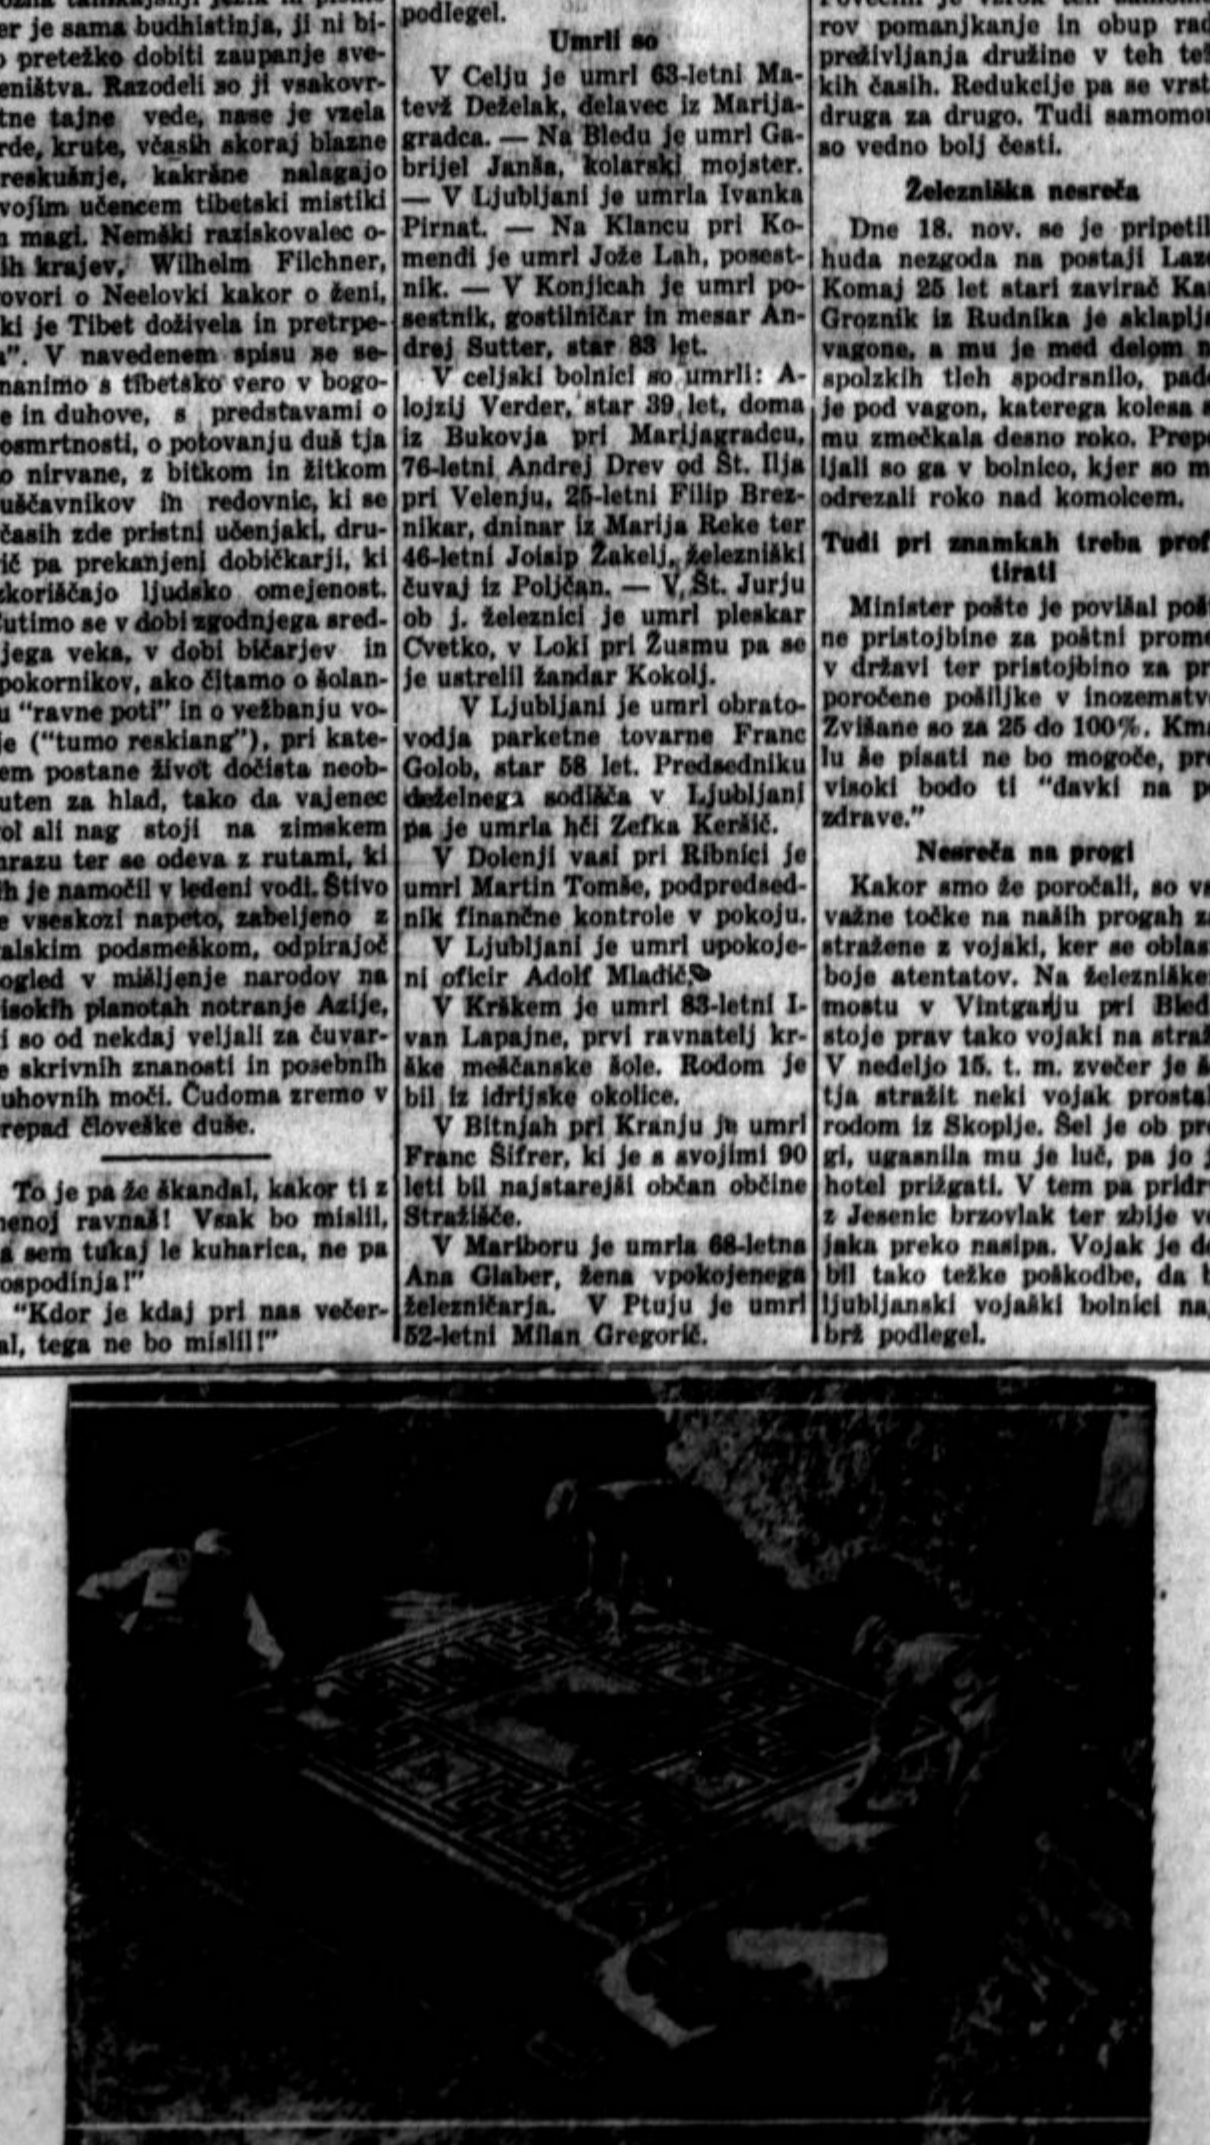 er je sama budhistinja, ji ni bi-
pretežko dobiti zaupanje sve-
eništva. Razodeli so ji vsakovr-
tne tajne vede, nase je vzela
rde, krute, včasih skoraj blazne
reskušnje, kakršne nalagajo
vojim učencem tibetski mistiki
magi. Nemški raziskovalec o-
ih krajev, Wilhelm Filchner,
ovori o Neelovki kakor o ženi,
ki je Tibet doživela in pretrpe-
a”. V navedenem spisu se se-
nanimo s tibetsko vero v bogo-
e in duhove, s predstavami o
osmrtnosti, o potovanju duš tja
o nirvane, z bitkom in žitkom
uščavnikov in redovnic, ki se
časih zde pristni učenjaki, dru-
ič pa prekanjeni dobičkarji, ki
zkoriščajo ljudsko omejenost.
Čutimo se v dobi zgodnjega sred-
jega veka, v dobi bičarjev in
pokornikov, ako čitamo o šolan-
u “ravne poti” in o vežbanju vo-
je (“tumo reskiang”), pri kate-
em postane život dočista neob-
uten za hlad, tako da vajenec
ol ali nag stoji na zimskem
mrazu ter se odeva z rutami, ki
ih je namočil v ledeni vodi. Štivo
e vseskozi napeto, zabeljeno z
alskim podsmeškom, odpirajoč
ogled v mišljenje narodov na
isokih planotah notranje Azije,
i so od nekdaj veljali za čuvar-
e skrivnih znanosti in posebnih
uhovnih moči. Čudoma zremo v
repad človeške duše.
To je pa že škandal, kakor ti z
menoj ravnaš! Vsak bo mislil,
a sem tukaj le kuharica, ne pa
ospodinja!”
“Kdor je kdaj pri nas večer-
al, tega ne bo mislil!”
podlegel.
Umrli so
V Celju je umrl 63-letni Ma-
tevž Deželak, delavec iz Marija-
gradca. — Na Bledu je umrl Ga-
brijel Janša, kolarski mojster.
— V Ljubljani je umrla Ivanka
Pirnat. — Na Klancu pri Ko-
mendi je umrl Jože Lah, posest-
nik. — V Konjicah je umrl po-
sestnik, gostilničar in mesar An-
drej Sutter, star 83 let.
V celjski bolnici so umrli: A-
lojzij Verder, star 39 let, doma
iz Bukovja pri Marijagradcu,
76-letni Andrej Drev od Št. Ilja
pri Velenju, 25-letni Filip Brez-
nikar, dninar iz Marija Reke ter
46-letni Joisip Žakelj, železniški
čuvaj iz Poljčan. — V Št. Jurju
ob j. železnici je umrl pleskar
Cvetko, v Loki pri Žusmu pa se
je ustrelil žandar Kokolj.
V Ljubljani je umrl obrato-
vodja parketne tovarne Franc
Golob, star 58 let. Predsedniku
deželnega sodišča v Ljubljani
pa je umrla hči Zefka Keršič.
V Dolenji vasi pri Ribnici je
umrl Martin Tomše, podpredsed-
nik finančne kontrole v pokoju.
V Ljubljani je umrl upokoje-
ni oficir Adolf Mladič.
V Krškem je umrl 83-letni I-
van Lapajne, prvi ravnatelj kr-
ške meščanske šole. Rodom je
bil iz idrijske okolice.
V Bitnjah pri Kranju je umrl
Franc Šifrer, ki je s svojimi 90
leti bil najstarejši občan občine
Stražišče.
V Mariboru je umrla 68-letna
Ana Glaber, žena vpokojenega
železničarja. V Ptuju je umrl
52-letni Milan Gregorič.
rov pomanjkanje in obup rad
preživljanja družine v teh tež
kih časih. Redukcije pa se vrst
druga za drugo. Tudi samomor
so vedno bolj česti.
Železniška nesreča
Dne 18. nov. se je pripetil
huda nezgoda na postaji Laze
Komaj 25 let stari zavirač Kar
Groznik iz Rudnika je sklaplja
vagone, a mu je med delom n
spolzkih tleh spodrsnilo, pade
je pod vagon, katerega kolesa s
mu zmečkala desno roko. Prepe
ljali so ga v bolnico, kjer so m
odrezali roko nad komolcem.
Tudi pri znamkah treba prof
tirati
Minister pošte je povišal pošt
ne pristojbine za poštni prome
v državi ter pristojbino za pri
poročene pošiljke v inozemstv
Zvišane so za 25 do 100%. Kma
lu še pisati ne bo mogoče, pre
visoki bodo ti “davki na po
zdrave.”
Nesreča na progi
Kakor smo že poročali, so vs
važne točke na naših progah za
stražene z vojaki, ker se oblas
boje atentatov. Na železniške
mostu v Vintgarju pri Bled
stoje prav tako vojaki na straž
V nedeljo 15. t. m. zvečer je š
tja stražit neki vojak prostak
rodom iz Skoplje. Šel je ob pro
gi, ugasnila mu je luč, pa jo j
hotel prižgati. V tem pa pridr
z Jesenic brzovlak ter zbije vo
jaka preko nasipa. Vojak je do
bil tako težke poškodbe, da b
ljubljanski vojaški bolnici naj
brž podlegel.